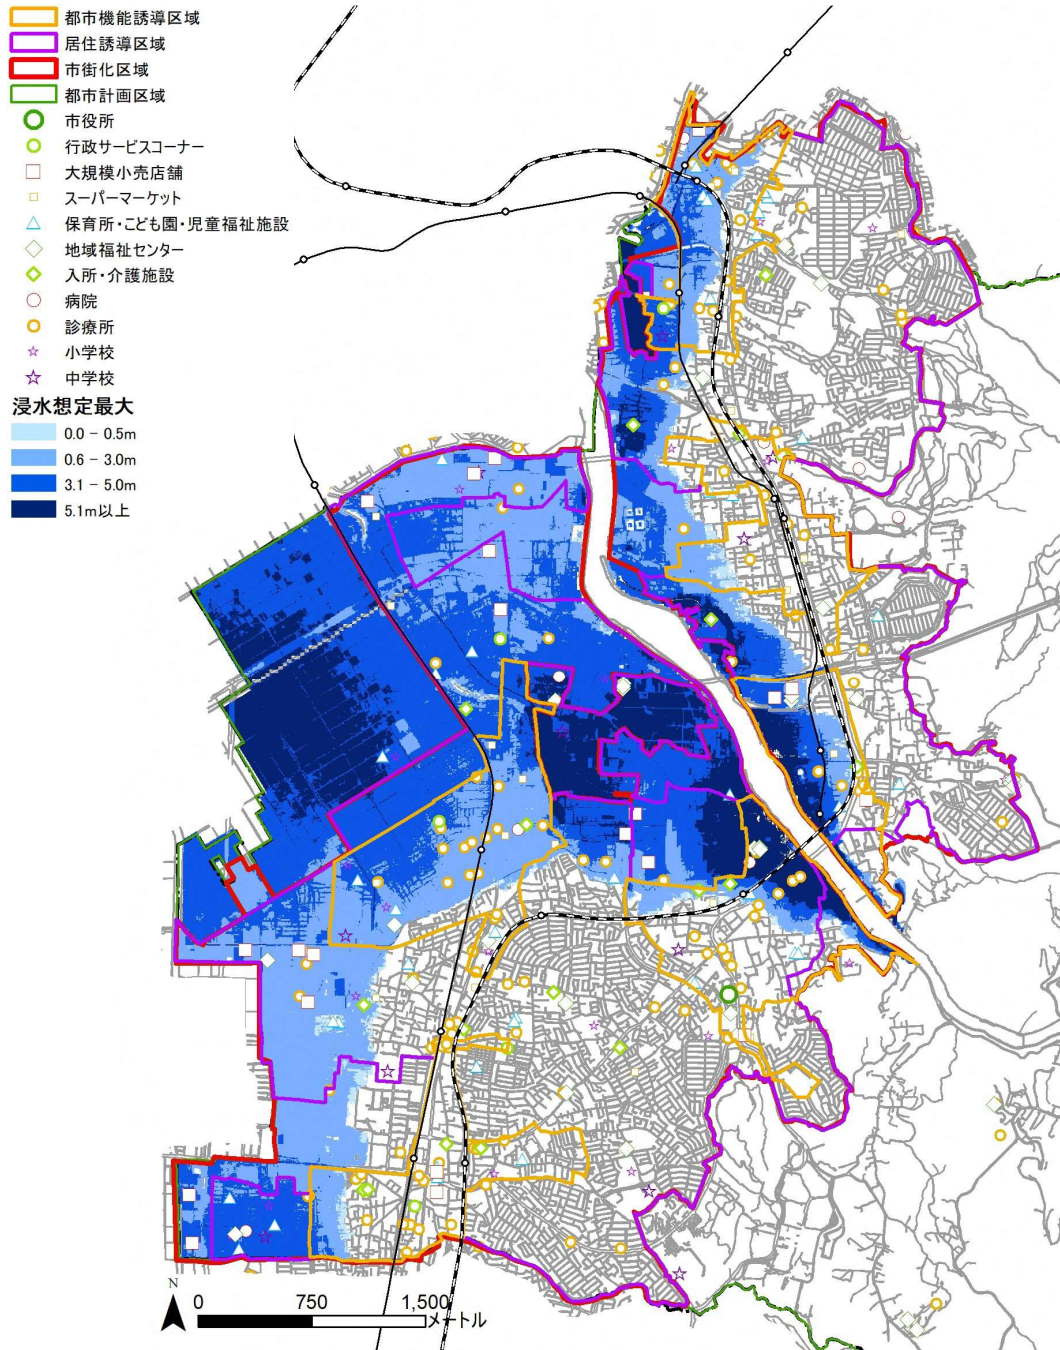 都市機能誘導区域
居住誘導区域
市街化区域
都市計画区域
市役所
行政サービスコーナー
大規模小売店舗
スーパーマーケット
保育所・こども園・児童福祉施設
地域福祉センター
入所・介護施設
病院
診療所
小学校
中学校
浸水想定最大
0.0 - 0.5m
0.6 - 3.0m
3.1 - 5.0m
5.1m以上
N
0 750 1,500
メートル